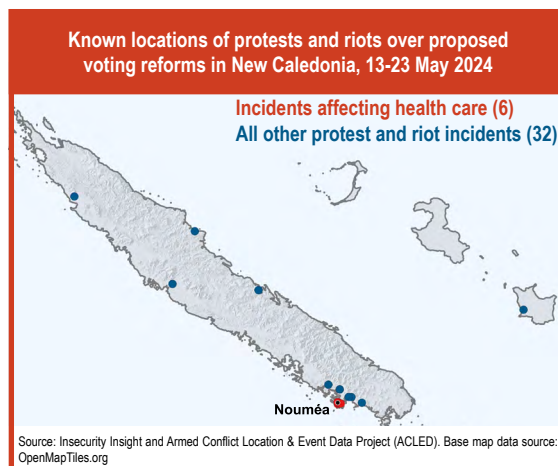 Known locations of protests and riots over proposed
voting reforms in New Caledonia, 13-23 May 2024
Incidents affecting health care (6)
All other protest and riot incidents (32)
Nouméa
Source: Insecurity Insight and Armed Conflict Location & Event Data Project (ACLED). Base map data source:
OpenMapTiles.org